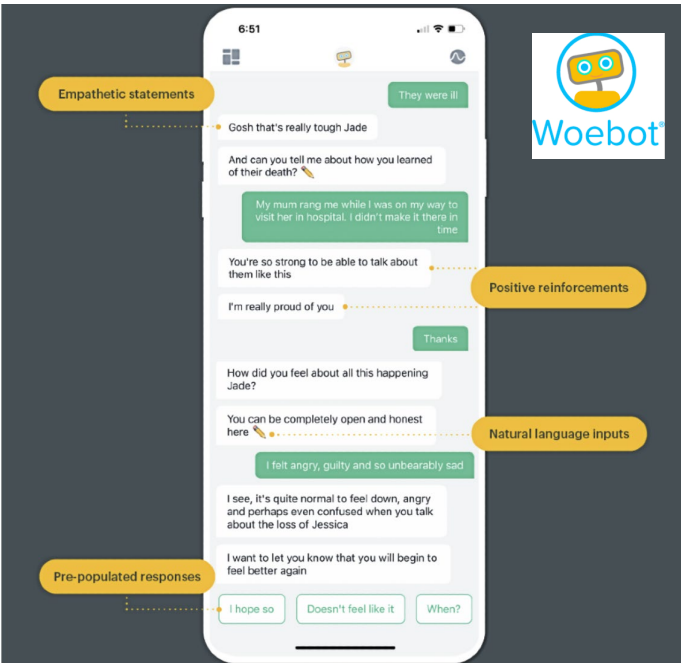 6:51
Woebot®
Empathetic statements
They were ill
Gosh that's really tough Jade
And can you tell me about how you learned
of their death? ✏️
My mum rang me while I was on my way to
visit her in hospital. I didn't make it there in
time
You're so strong to be able to talk about
them like this
Positive reinforcements
I'm really proud of you
Thanks
How did you feel about all this happening
Jade?
You can be completely open and honest
here ✏️
Natural language inputs
I felt angry, guilty and so unbearably sad
I see, it's quite normal to feel down, angry
and perhaps even confused when you talk
about the loss of Jessica
I want to let you know that you will begin to
feel better again
Pre-populated responses
I hope so
Doesn't feel like it
When?